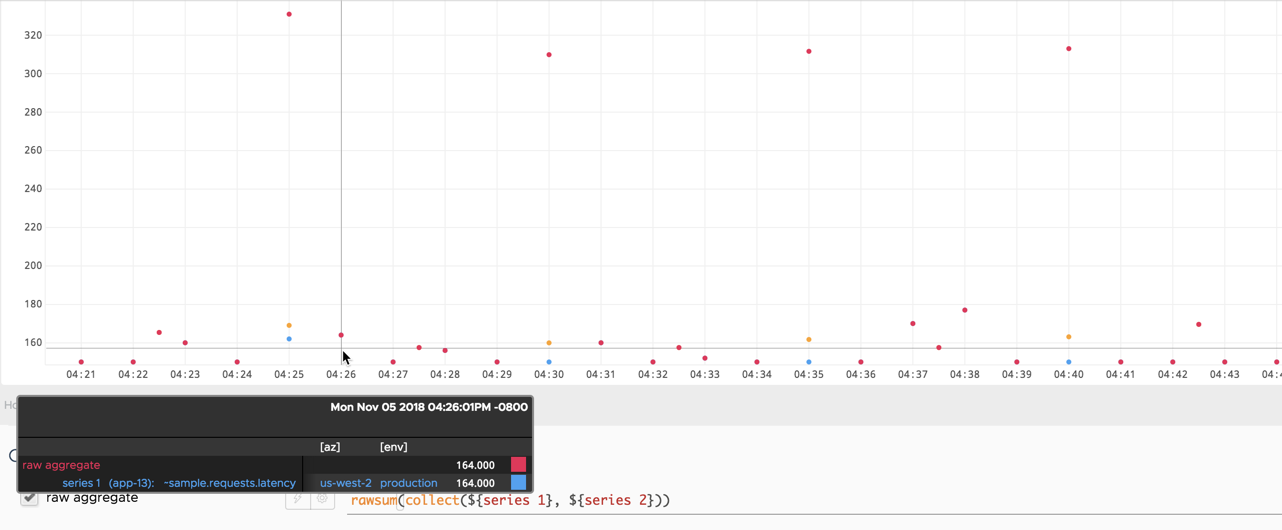 320
300
280
260
240
220
200
180
160
04:21 04:22 04:23 04:24 04:25 04:26 04:27 04:28 04:29 04:30 04:31 04:32 04:33 04:34 04:35 04:36 04:37 04:38 04:39 04:40 04:41 04:42 04:43
Mon Nov 05 2018 04:26:01PM -0800
[az] [env]
raw aggregate 164.000
series 1 (app-13): ~sample.requests.latency us-west-2 production 164.000
raw aggregate
rawsum(collect(${series 1}, ${series 2}))